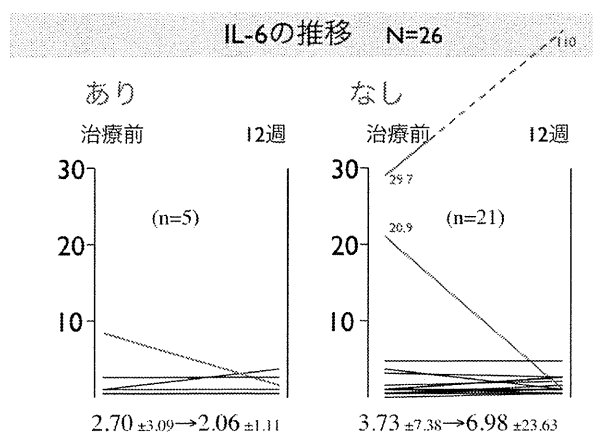 IL-6の推移 N=26
110
あり
なし
治療前 12週
治療前 12週
30
20
10
(n=5)
30
20
10
29.7
20.9
(n=21)
2.70 ±3.09→2.06 ±1.11
3.73 ±7.38→6.98 ±23.63